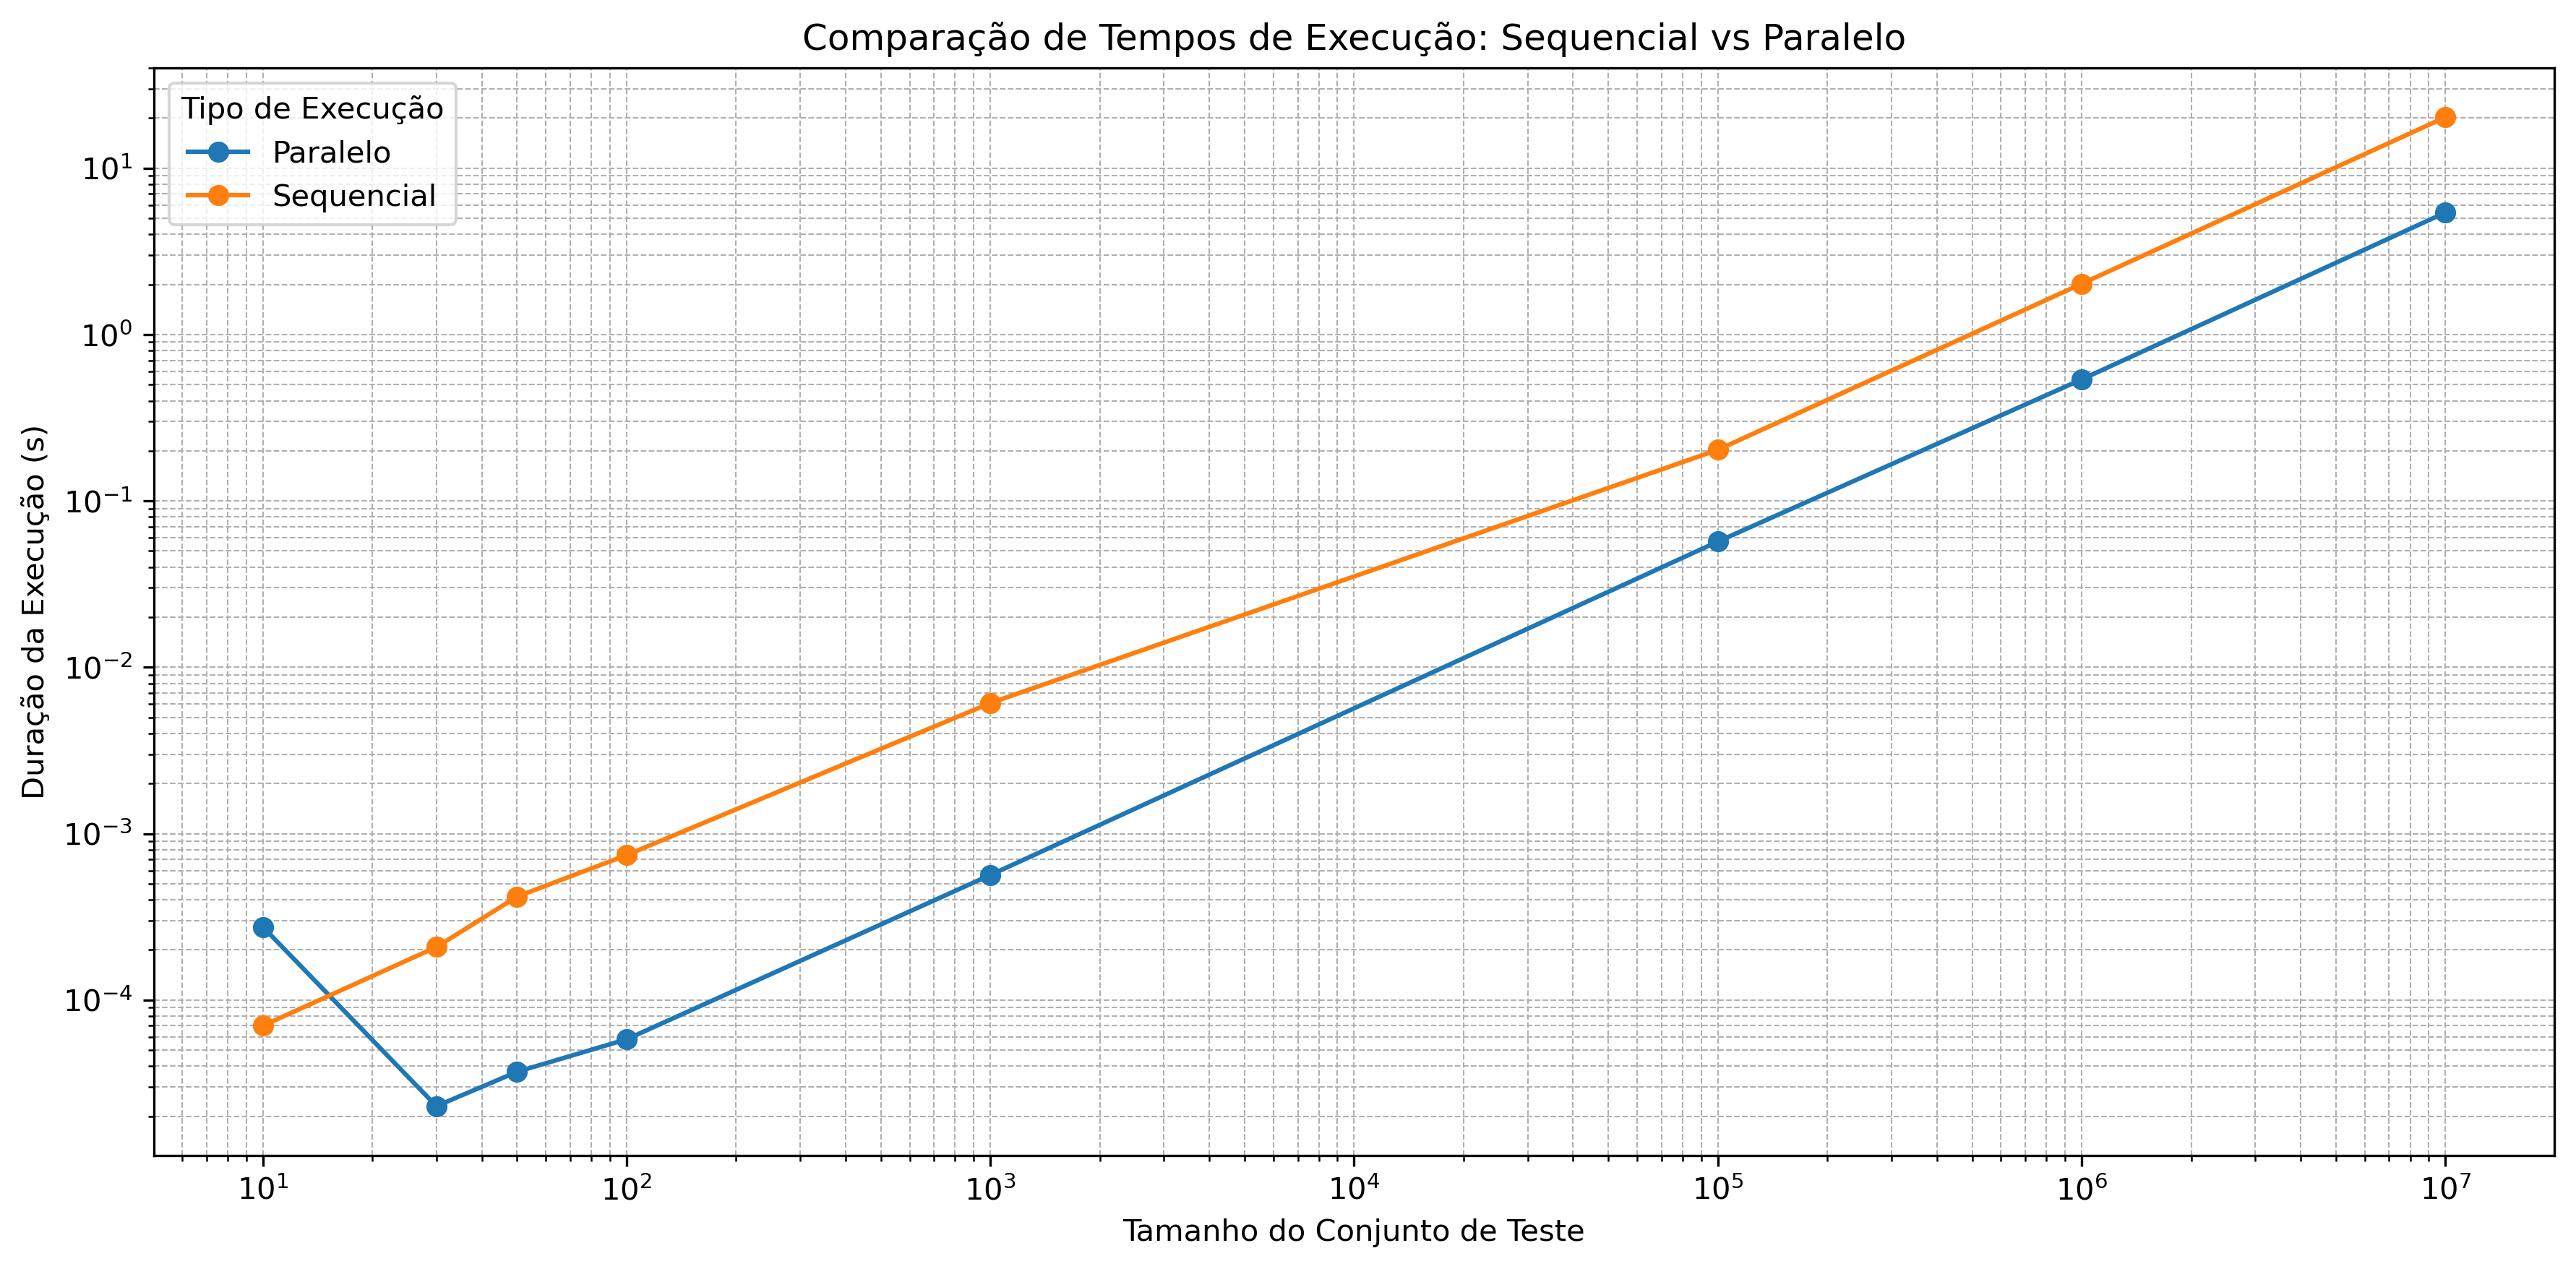 Comparação de Tempos de Execução: Sequencial vs Paralelo
Tipo de Execução
Paralelo
Sequencial
Duração da Execução (s)
10¹
10⁰
10⁻¹
10⁻²
10⁻³
10⁻⁴
10¹ 10² 10³ 10⁴ 10⁵ 10⁶ 10⁷
Tamanho do Conjunto de Teste